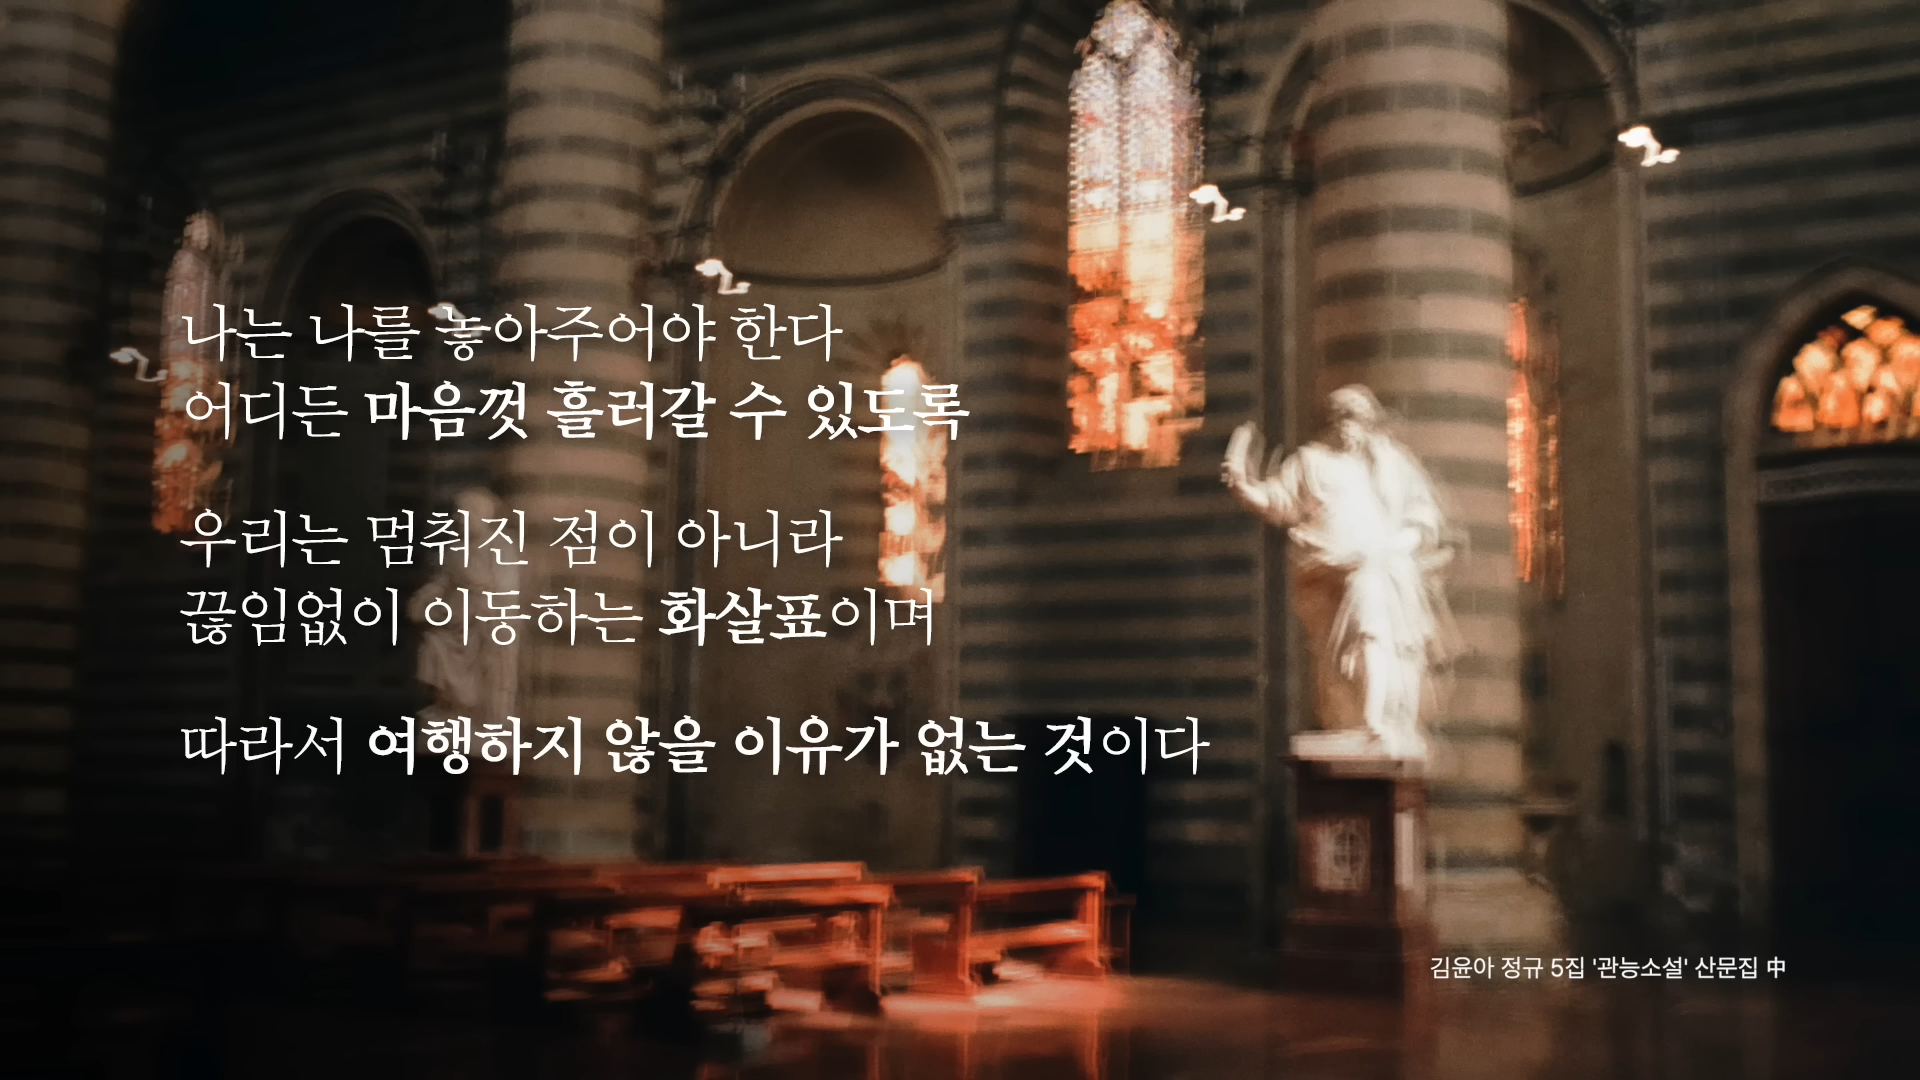 나는 나를 놓아주어야 한다
어디든 마음껏 흘러갈 수 있도록
우리는 멈춰진 점이 아니라
끊임없이 이동하는 화살표이며
따라서 여행하지 않을 이유가 없는 것이다
김윤아 정규 5집 '관능소설' 산문집 中